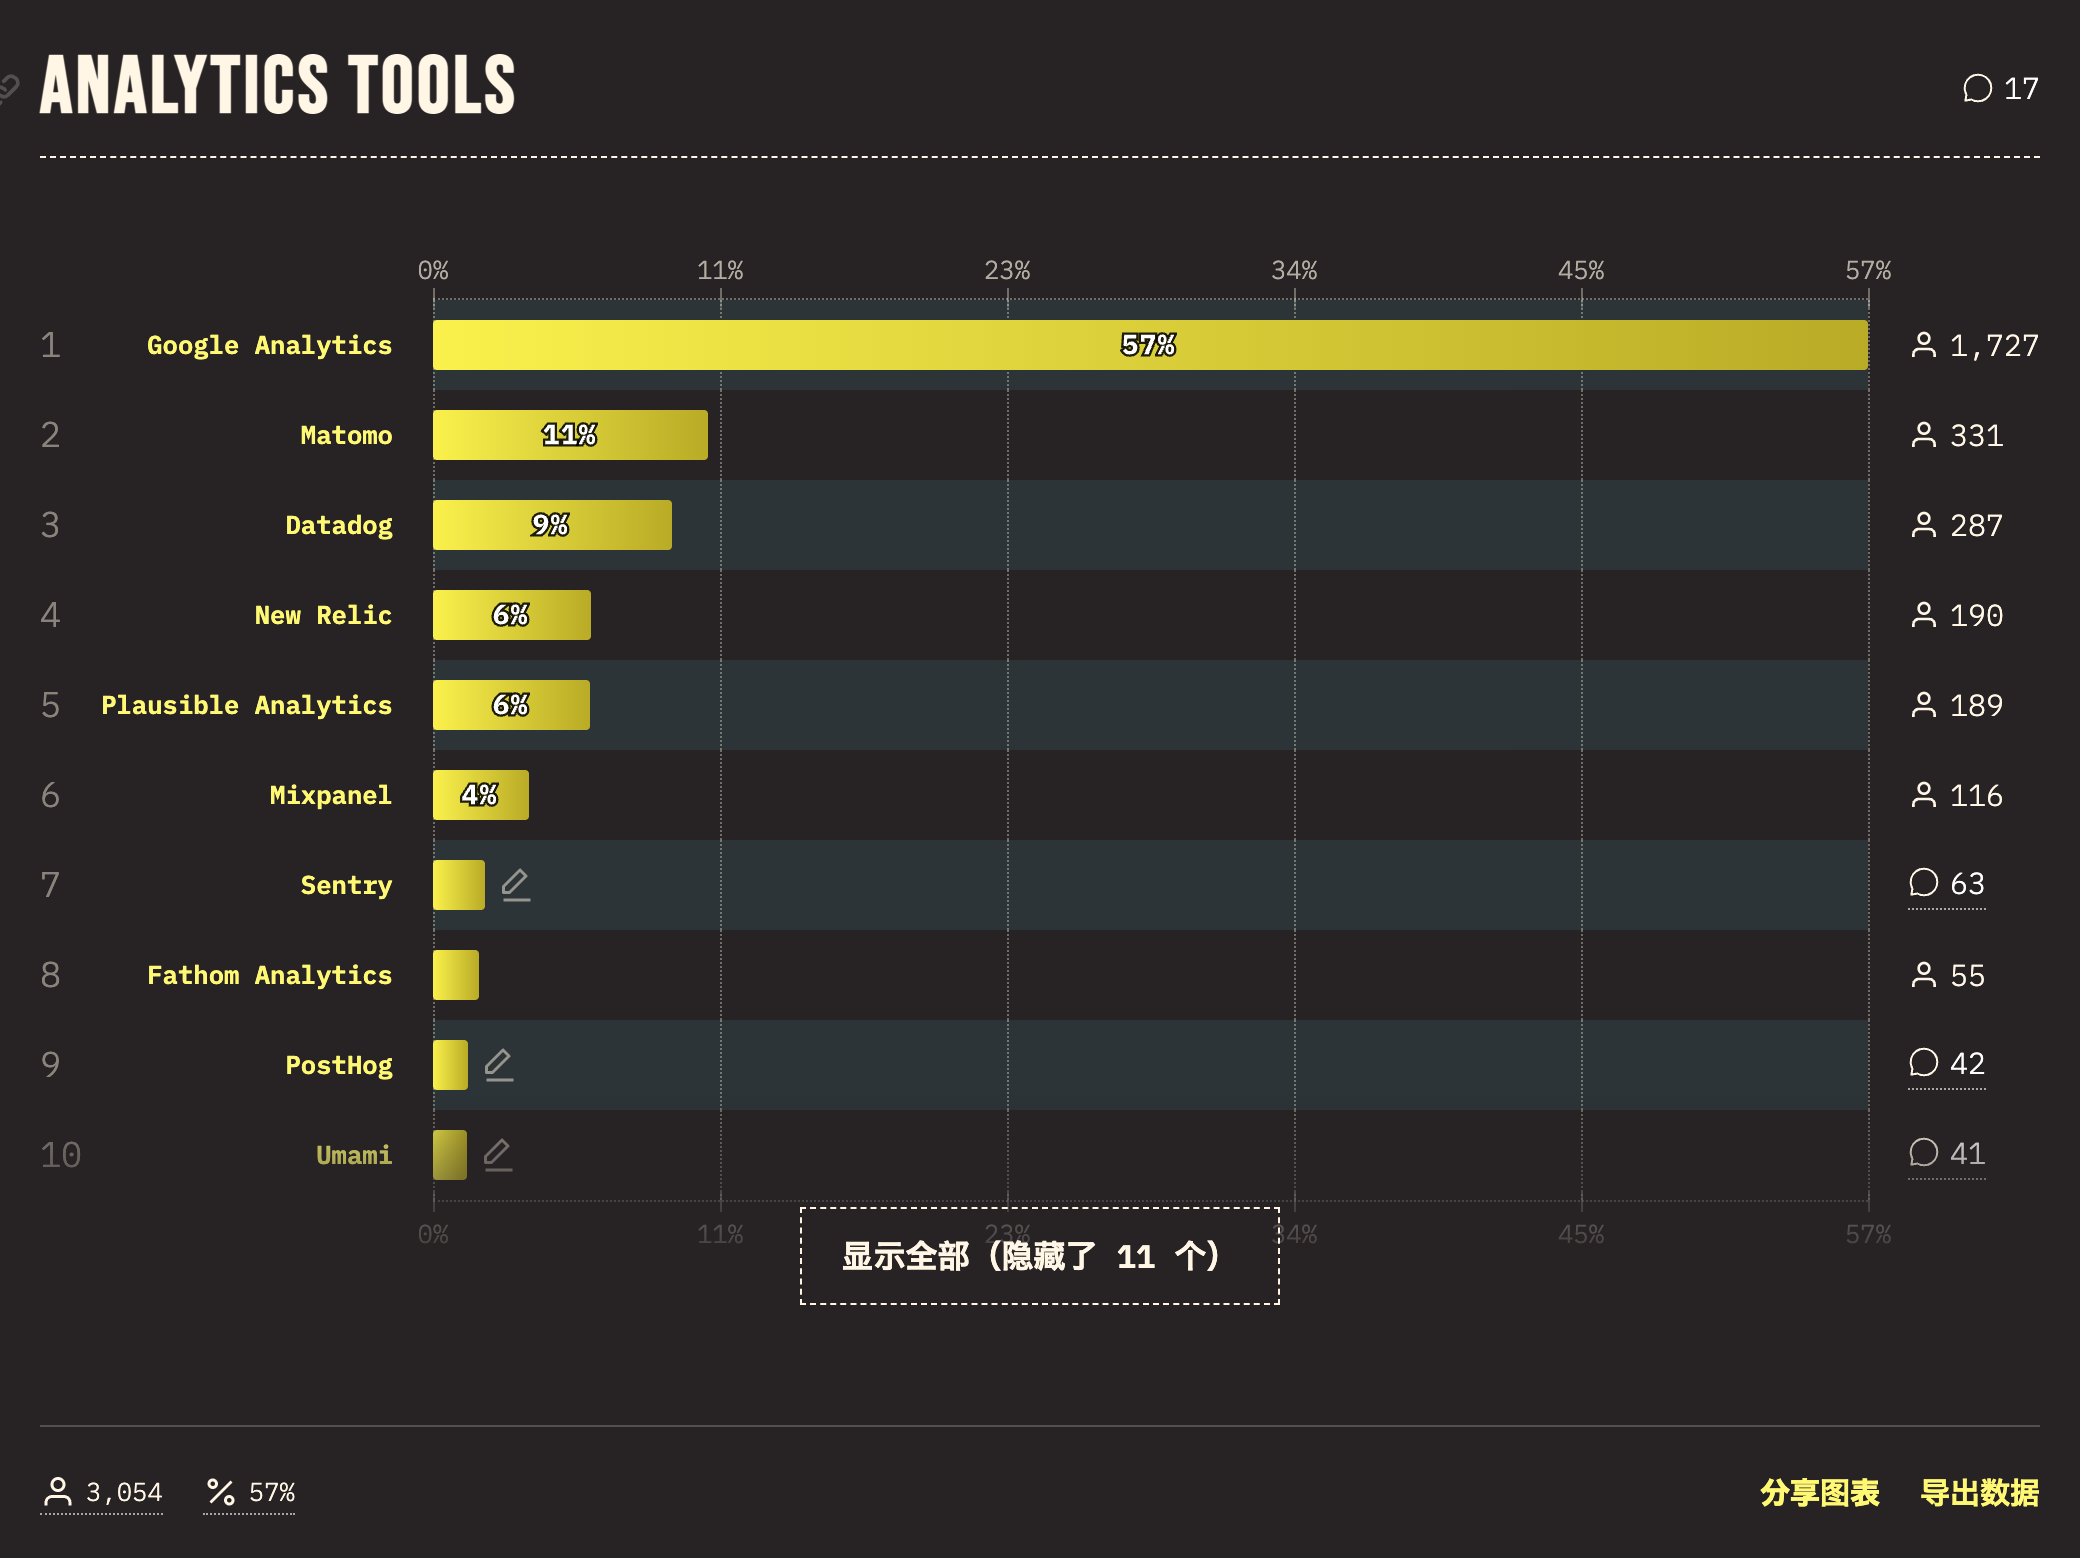 ANALYTICS TOOLS
17
0% 11% 23% 34% 45% 57%
1 Google Analytics 57% 1,727
2 Matomo 11% 331
3 Datadog 9% 287
4 New Relic 6% 190
5 Plausible Analytics 6% 189
6 Mixpanel 4% 116
7 Sentry 63
8 Fathom Analytics 55
9 PostHog 42
10 Umami 41
0% 11% 23% 34% 45% 57%
显示全部（隐藏了 11 个）
3,054 57% 分享图表 导出数据